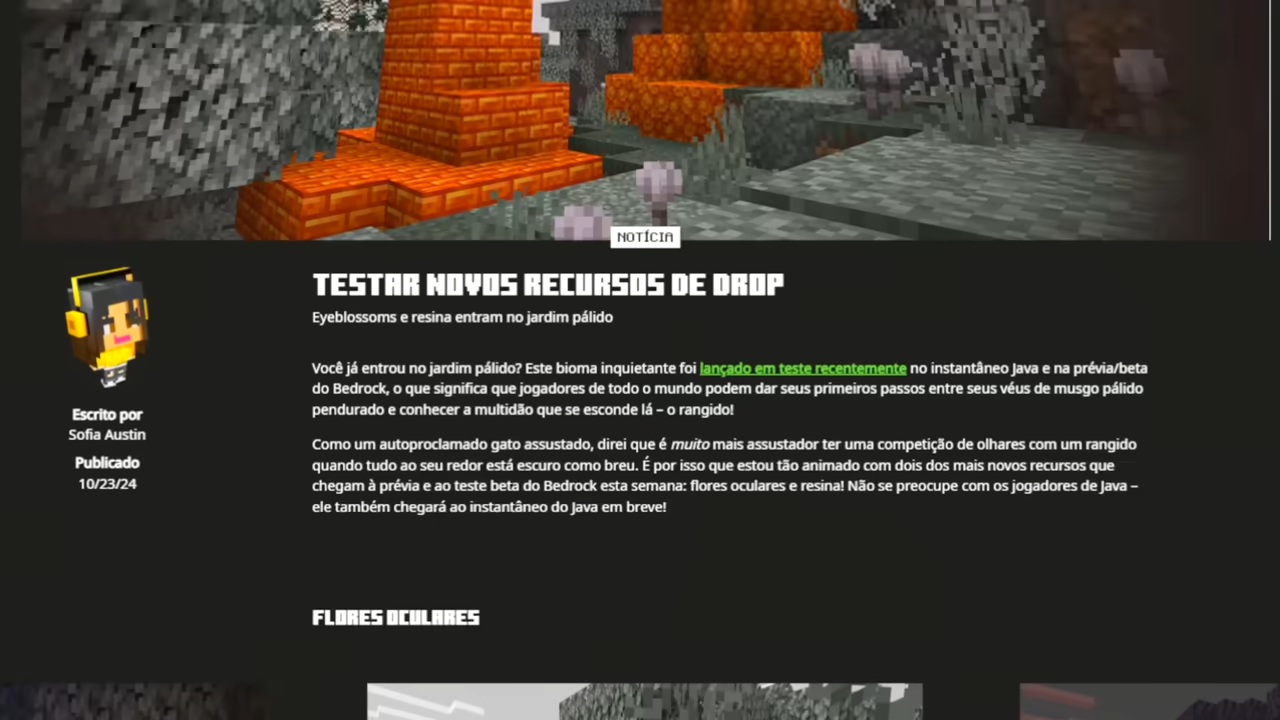 NOTÍCIA
TESTAR NOVOS RECURSOS DE DROP
Eyeblossoms e resina entram no jardim pálido
Você já entrou no jardim pálido? Este bioma inquietante foi lançado em teste recentemente no instantâneo Java e na prévia/beta
do Bedrock, o que significa que jogadores de todo o mundo podem dar seus primeiros passos entre seus véus de musgo pálido
pendurado e conhecer a multidão que se esconde lá – o rangido!
Como um autoproclamado gato assustado, direi que é muito mais assustador ter uma competição de olhares com um rangido
quando tudo ao seu redor está escuro como breu. É por isso que estou tão animado com dois dos mais novos recursos que
chegam à prévia e ao teste beta do Bedrock esta semana: flores oculares e resina! Não se preocupe com os jogadores de Java –
ele também chegará ao instantâneo do Java em breve!
Escrito por
Sofia Austin
Publicado
10/23/24
FLORES OCULARES